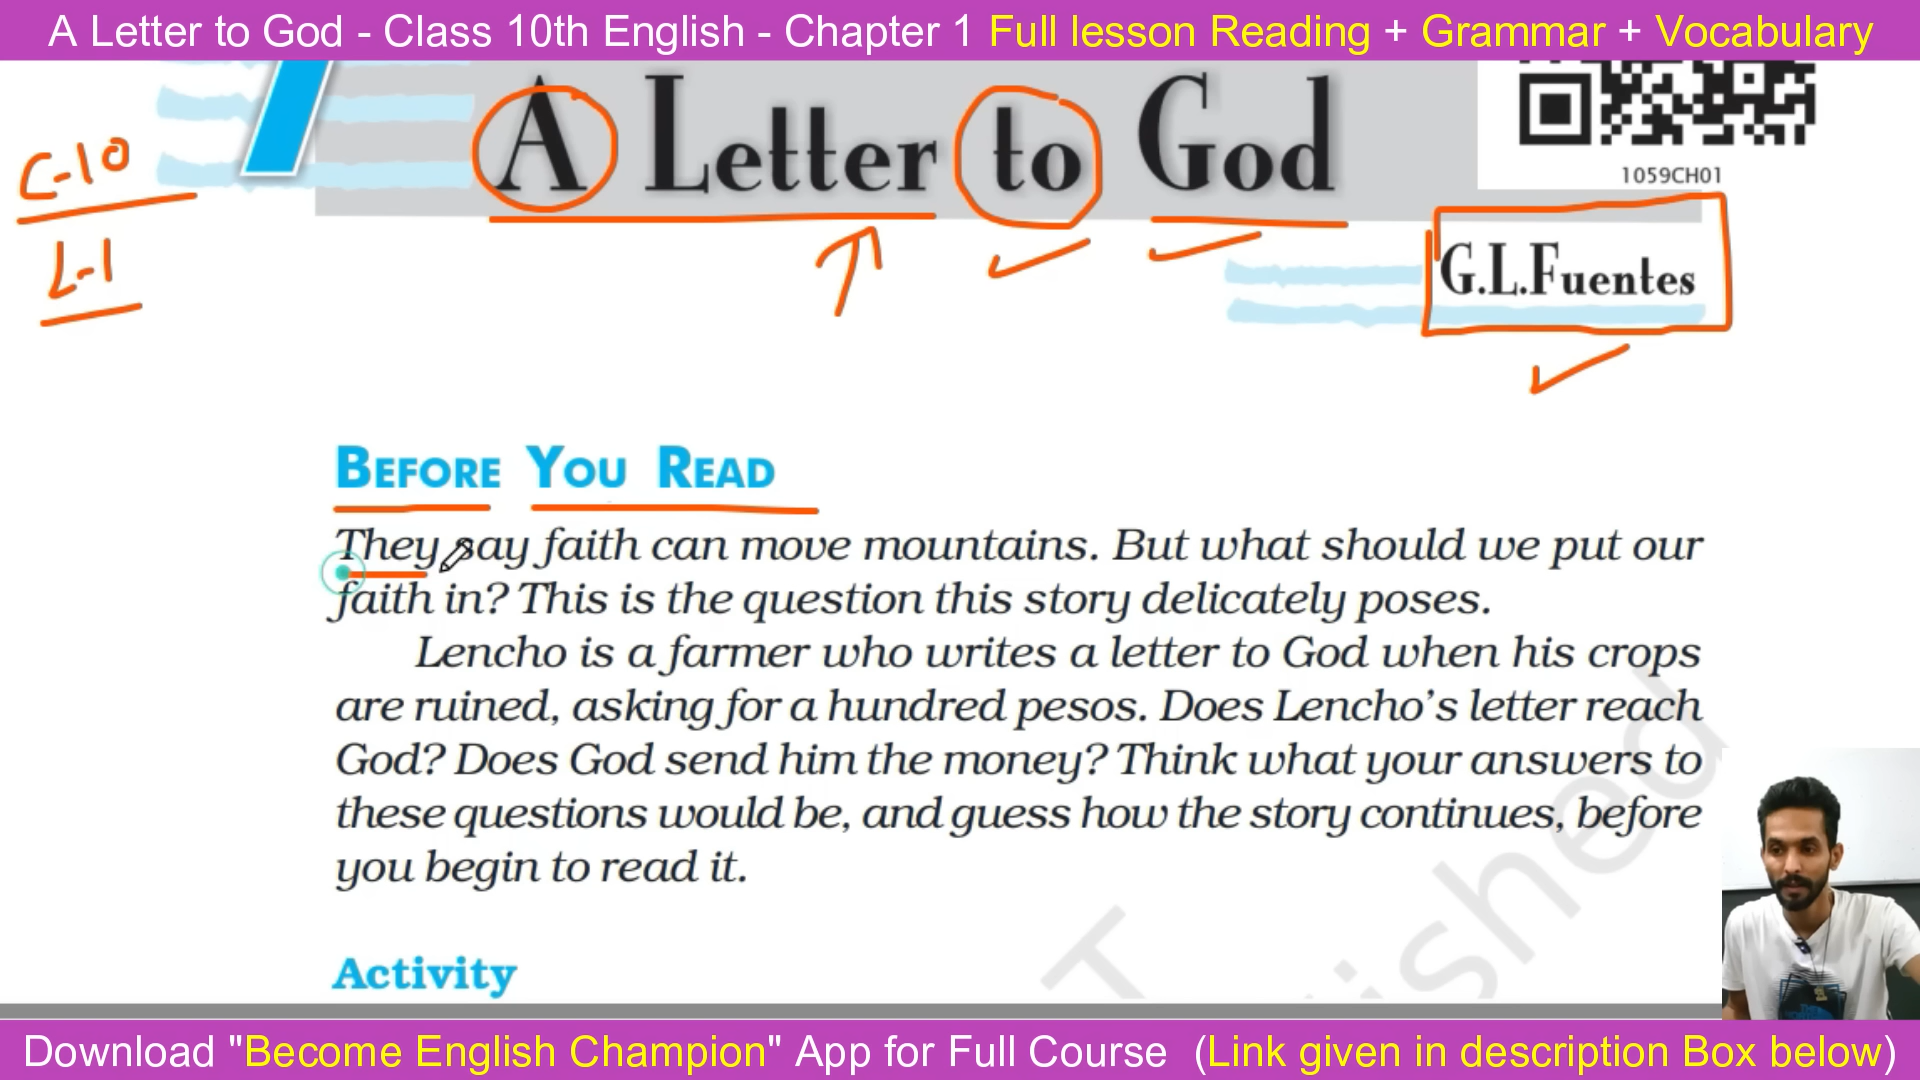 A Letter to God - Class 10th English - Chapter 1 Full lesson Reading + Grammar + Vocabulary
A Letter to God
1059CH01
C-10
L-1
G.L.Fuentes
BEFORE YOU READ
They say faith can move mountains. But what should we put our
faith in? This is the question this story delicately poses.
Lencho is a farmer who writes a letter to God when his crops
are ruined, asking for a hundred pesos. Does Lencho's letter reach
God? Does God send him the money? Think what your answers to
these questions would be, and guess how the story continues, before
you begin to read it.
Activity
Download "Become English Champion" App for Full Course (Link given in description Box below)